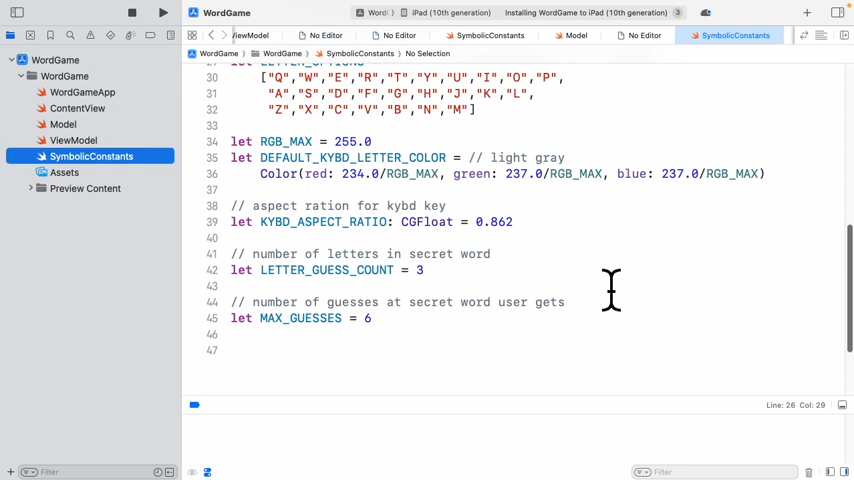 WordGame
Word
iPad (10th generation)
Installing WordGame to iPad (10th generation)
3
iewModel
No Editor
No Editor
SymbolicConstants
Model
No Editor
SymbolicConstants
WordGame
WordGame
SymbolicConstants
No Selection
WordGame
WordGame
WordGameApp
ContentView
Model
ViewModel
SymbolicConstants
Assets
Preview Content
29 let LETTER_OPTIONS =
30 ["Q","W","E","R","T","Y","U","I","O","P",
31 "A","S","D","F","G","H","J","K","L",
32 "Z","X","C","V","B","N","M"]
33
34 let RGB_MAX = 255.0
35 let DEFAULT_KYBD_LETTER_COLOR = // light gray
36 Color(red: 234.0/RGB_MAX, green: 237.0/RGB_MAX, blue: 237.0/RGB_MAX)
37
38 // aspect ration for kybd key
39 let KYBD_ASPECT_RATIO: CGFloat = 0.862
40
41 // number of letters in secret word
42 let LETTER_GUESS_COUNT = 3
43
44 // number of guesses at secret word user gets
45 let MAX_GUESSES = 6
46
47
Line: 26 Col: 29
Filter
Filter